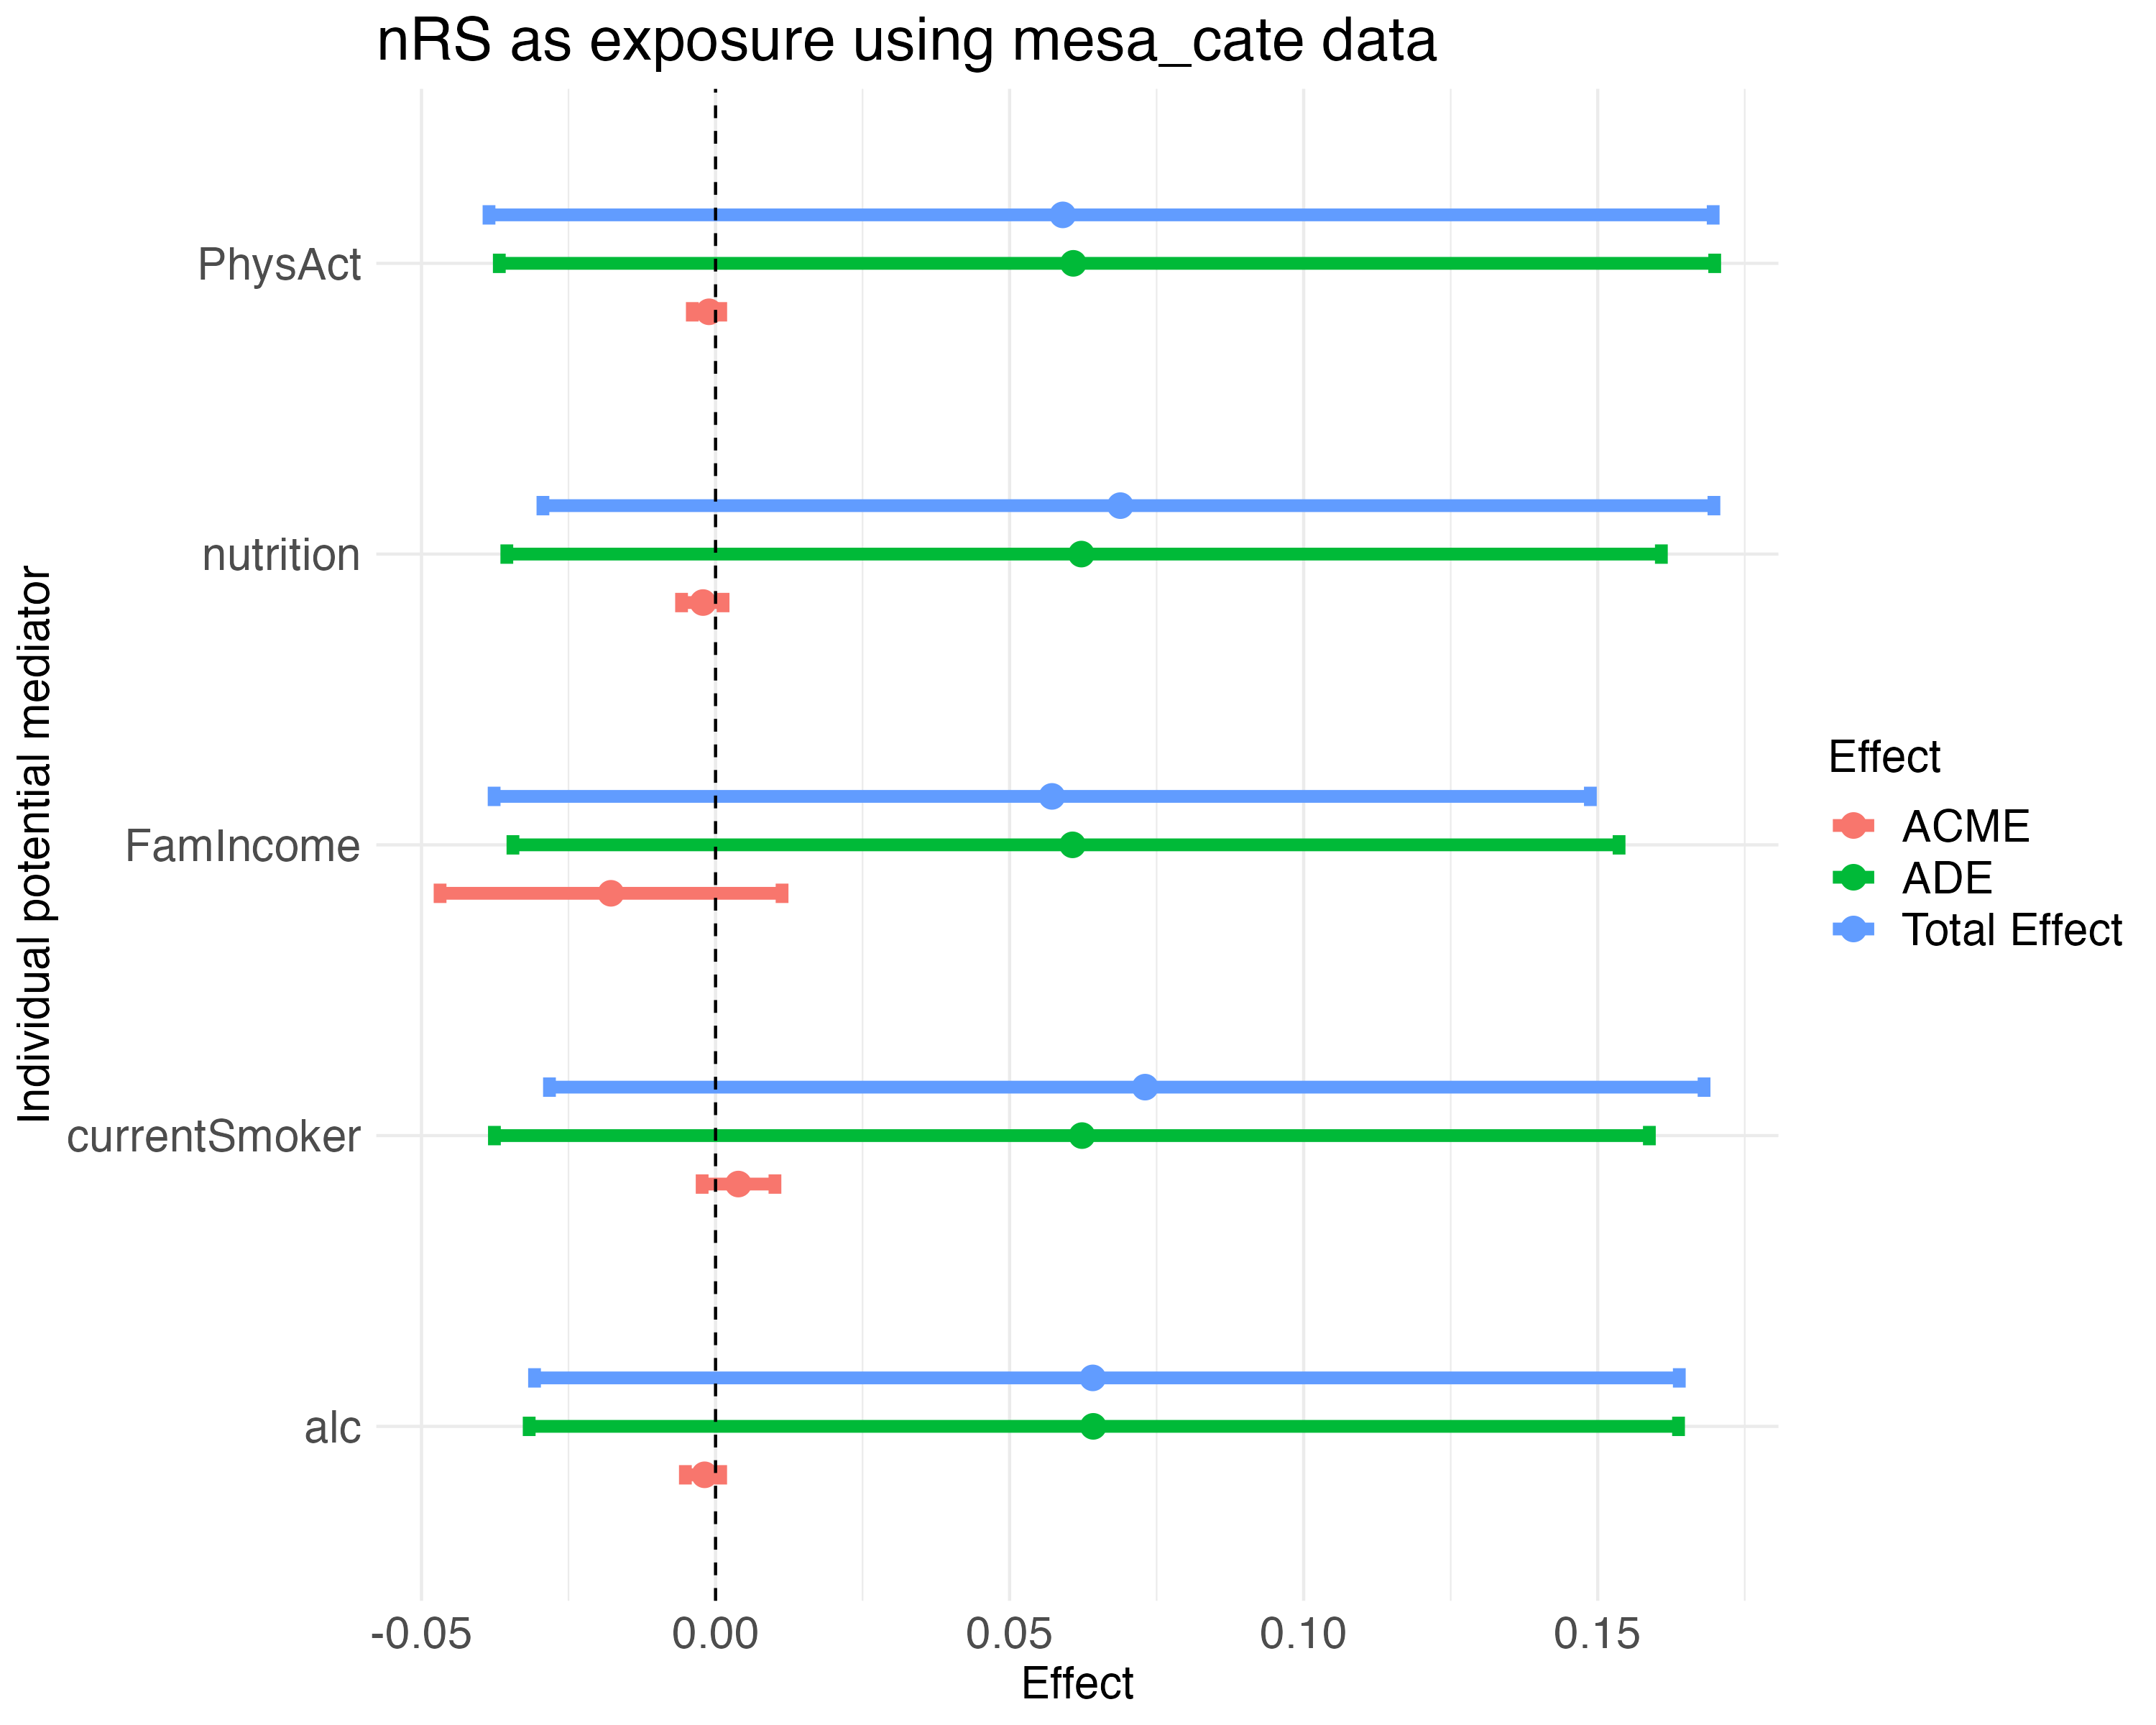 nRS as exposure using mesa_cate data
Individual potential mediator
PhysAct
nutrition
FamIncome
currentSmoker
alc
-0.05 0.00 0.05 0.10 0.15
Effect
Effect
ACME
ADE
Total Effect